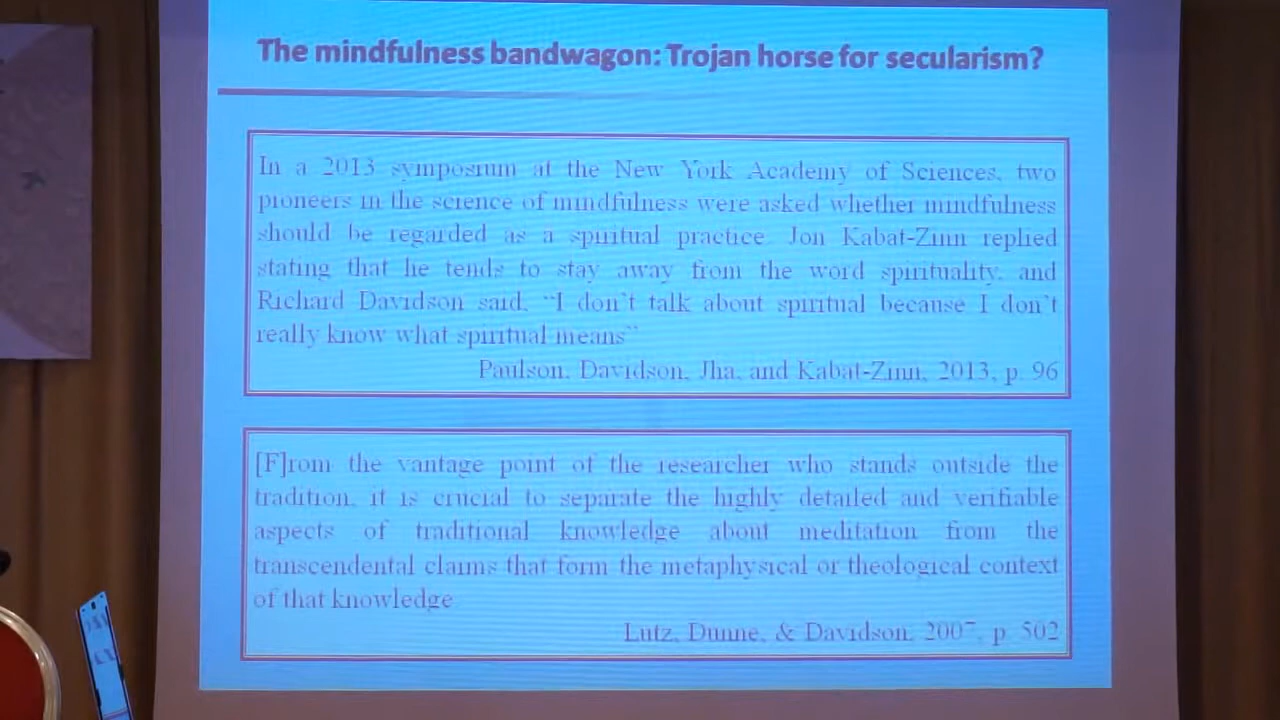 The mindfulness bandwagon: Trojan horse for secularism?
In a 2013 symposium at the New York Academy of Sciences, two
pioneers in the science of mindfulness were asked whether mindfulness
should be regarded as a spiritual practice. Jon Kabat-Zinn replied
stating that he tends to stay away from the word spirituality, and
Richard Davidson said, “I don’t talk about spiritual because I don’t
really know what spiritual means”
Paulson, Davidson, Jha, and Kabat-Zinn, 2013, p. 96
[F]rom the vantage point of the researcher who stands outside the
tradition, it is crucial to separate the highly detailed and verifiable
aspects of traditional knowledge about meditation from the
transcendental claims that form the metaphysical or theological context
of that knowledge
Lutz, Dunne, & Davidson, 2007, p. 502